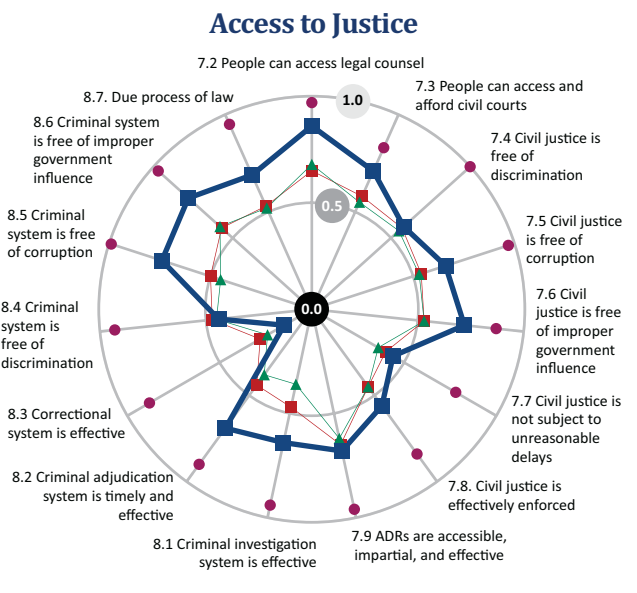 Access to Justice
7.2 People can access legal counsel
7.3 People can access and
afford civil courts
7.4 Civil justice is
free of
discrimination
7.5 Civil justice
is free of
corruption
7.6 Civil
justice is free
of improper
government
influence
7.7 Civil justice is
not subject to
unreasonable
delays
7.8. Civil justice is
effectively enforced
7.9 ADRs are accessible,
impartial, and effective
8.1 Criminal investigation
system is effective
8.2 Criminal adjudication
system is timely and
effective
8.3 Correctional
system is effective
8.4 Criminal
system is
free of
discrimination
8.5 Criminal
system is free
of corruption
8.6 Criminal system
is free of improper
government
influence
8.7. Due process of law
1.0
0.5
0.0